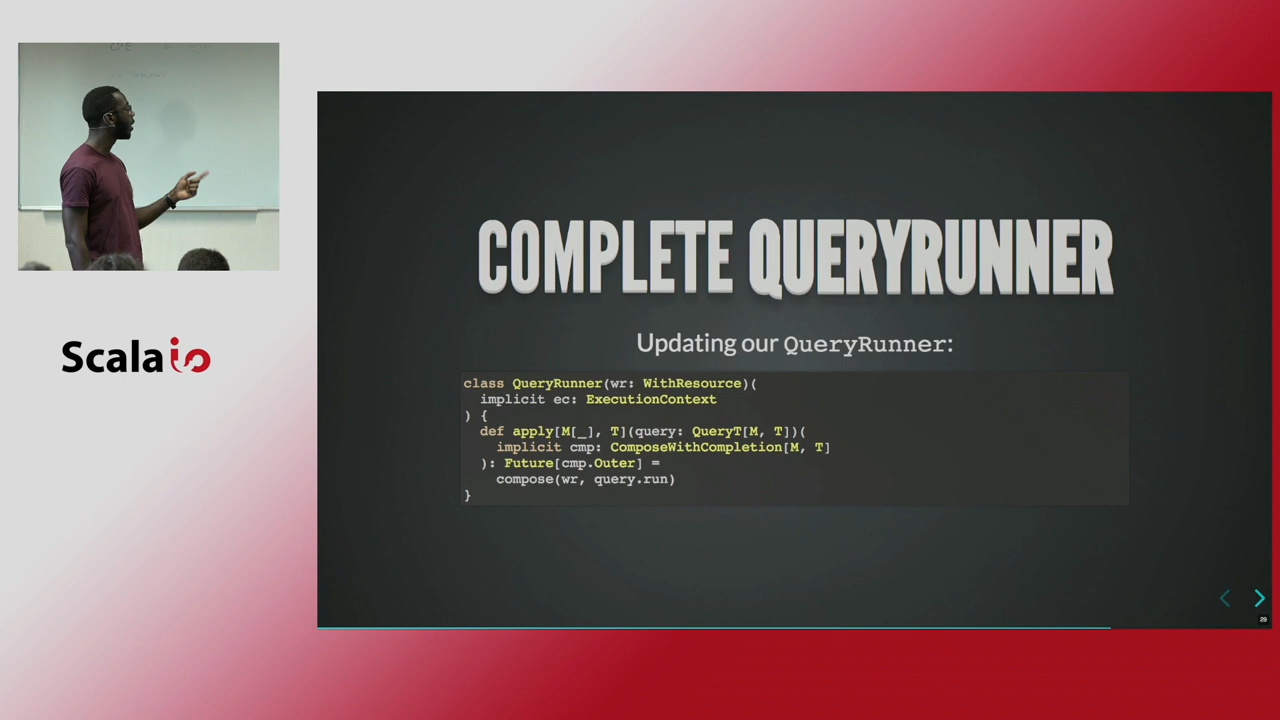 Scala io
COMPLETE QUERYRUNNER
Updating our QueryRunner:
class QueryRunner(wr: WithResource)(
  implicit ec: ExecutionContext
) {
  def apply[M[_], T](query: QueryT[M, T])(
    implicit cmp: ComposeWithCompletion[M, T]
  ): Future[cmp.Outer] =
    compose(wr, query.run)
}
29